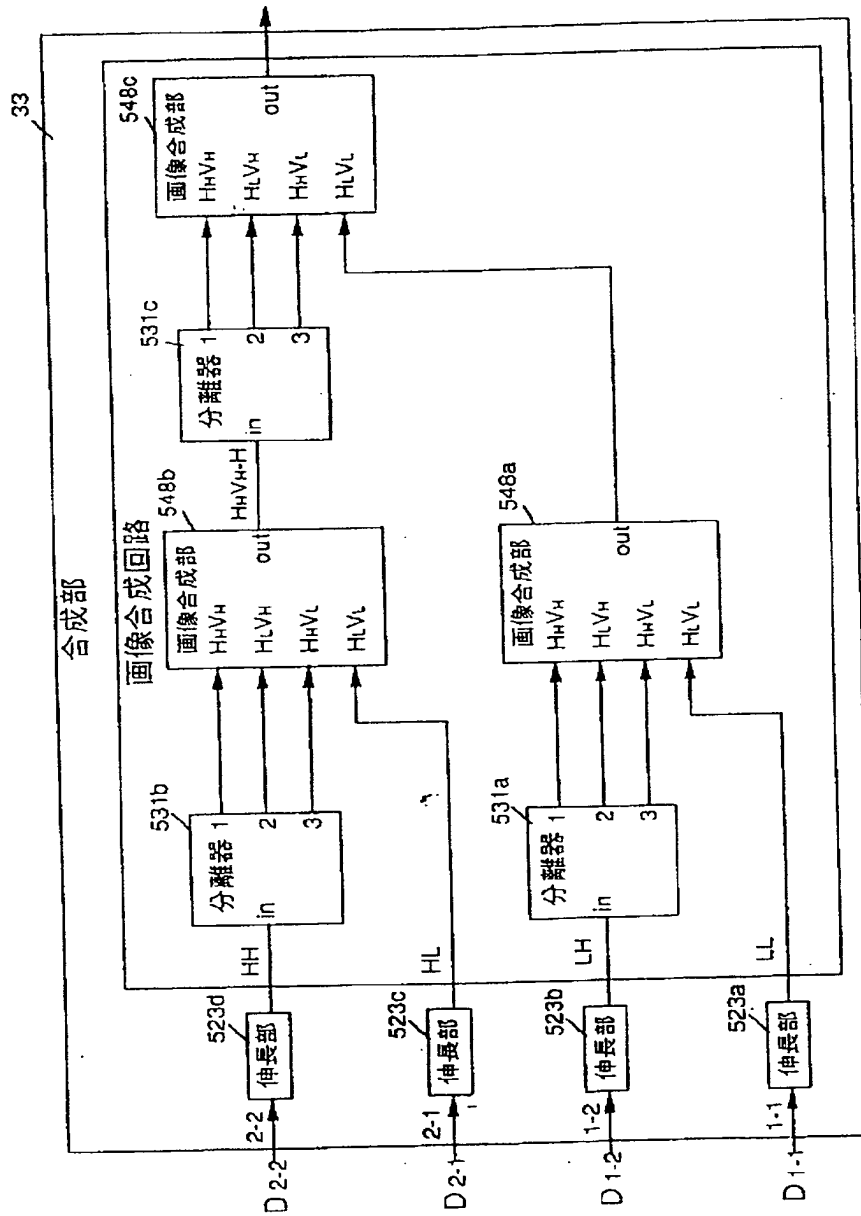 33
合成部
画像合成回路
548c
画像合成部
HHVH
HLVH
HHVL
HLVL
out
531c
分離器
in
1
2
3
HHVH-H
548b
画像合成部
HHVH
HLVH
HHVL
HLVL
out
548a
画像合成部
HHVH
HLVH
HHVL
HLVL
out
531b
分離器
in
1
2
3
531a
分離器
in
1
2
3
HH
HL
LH
LL
523d
伸長部
523c
伸長部
523b
伸長部
523a
伸長部
2-2
2-1
1-2
1-1
D2-2
D2-1
D1-2
D1-1